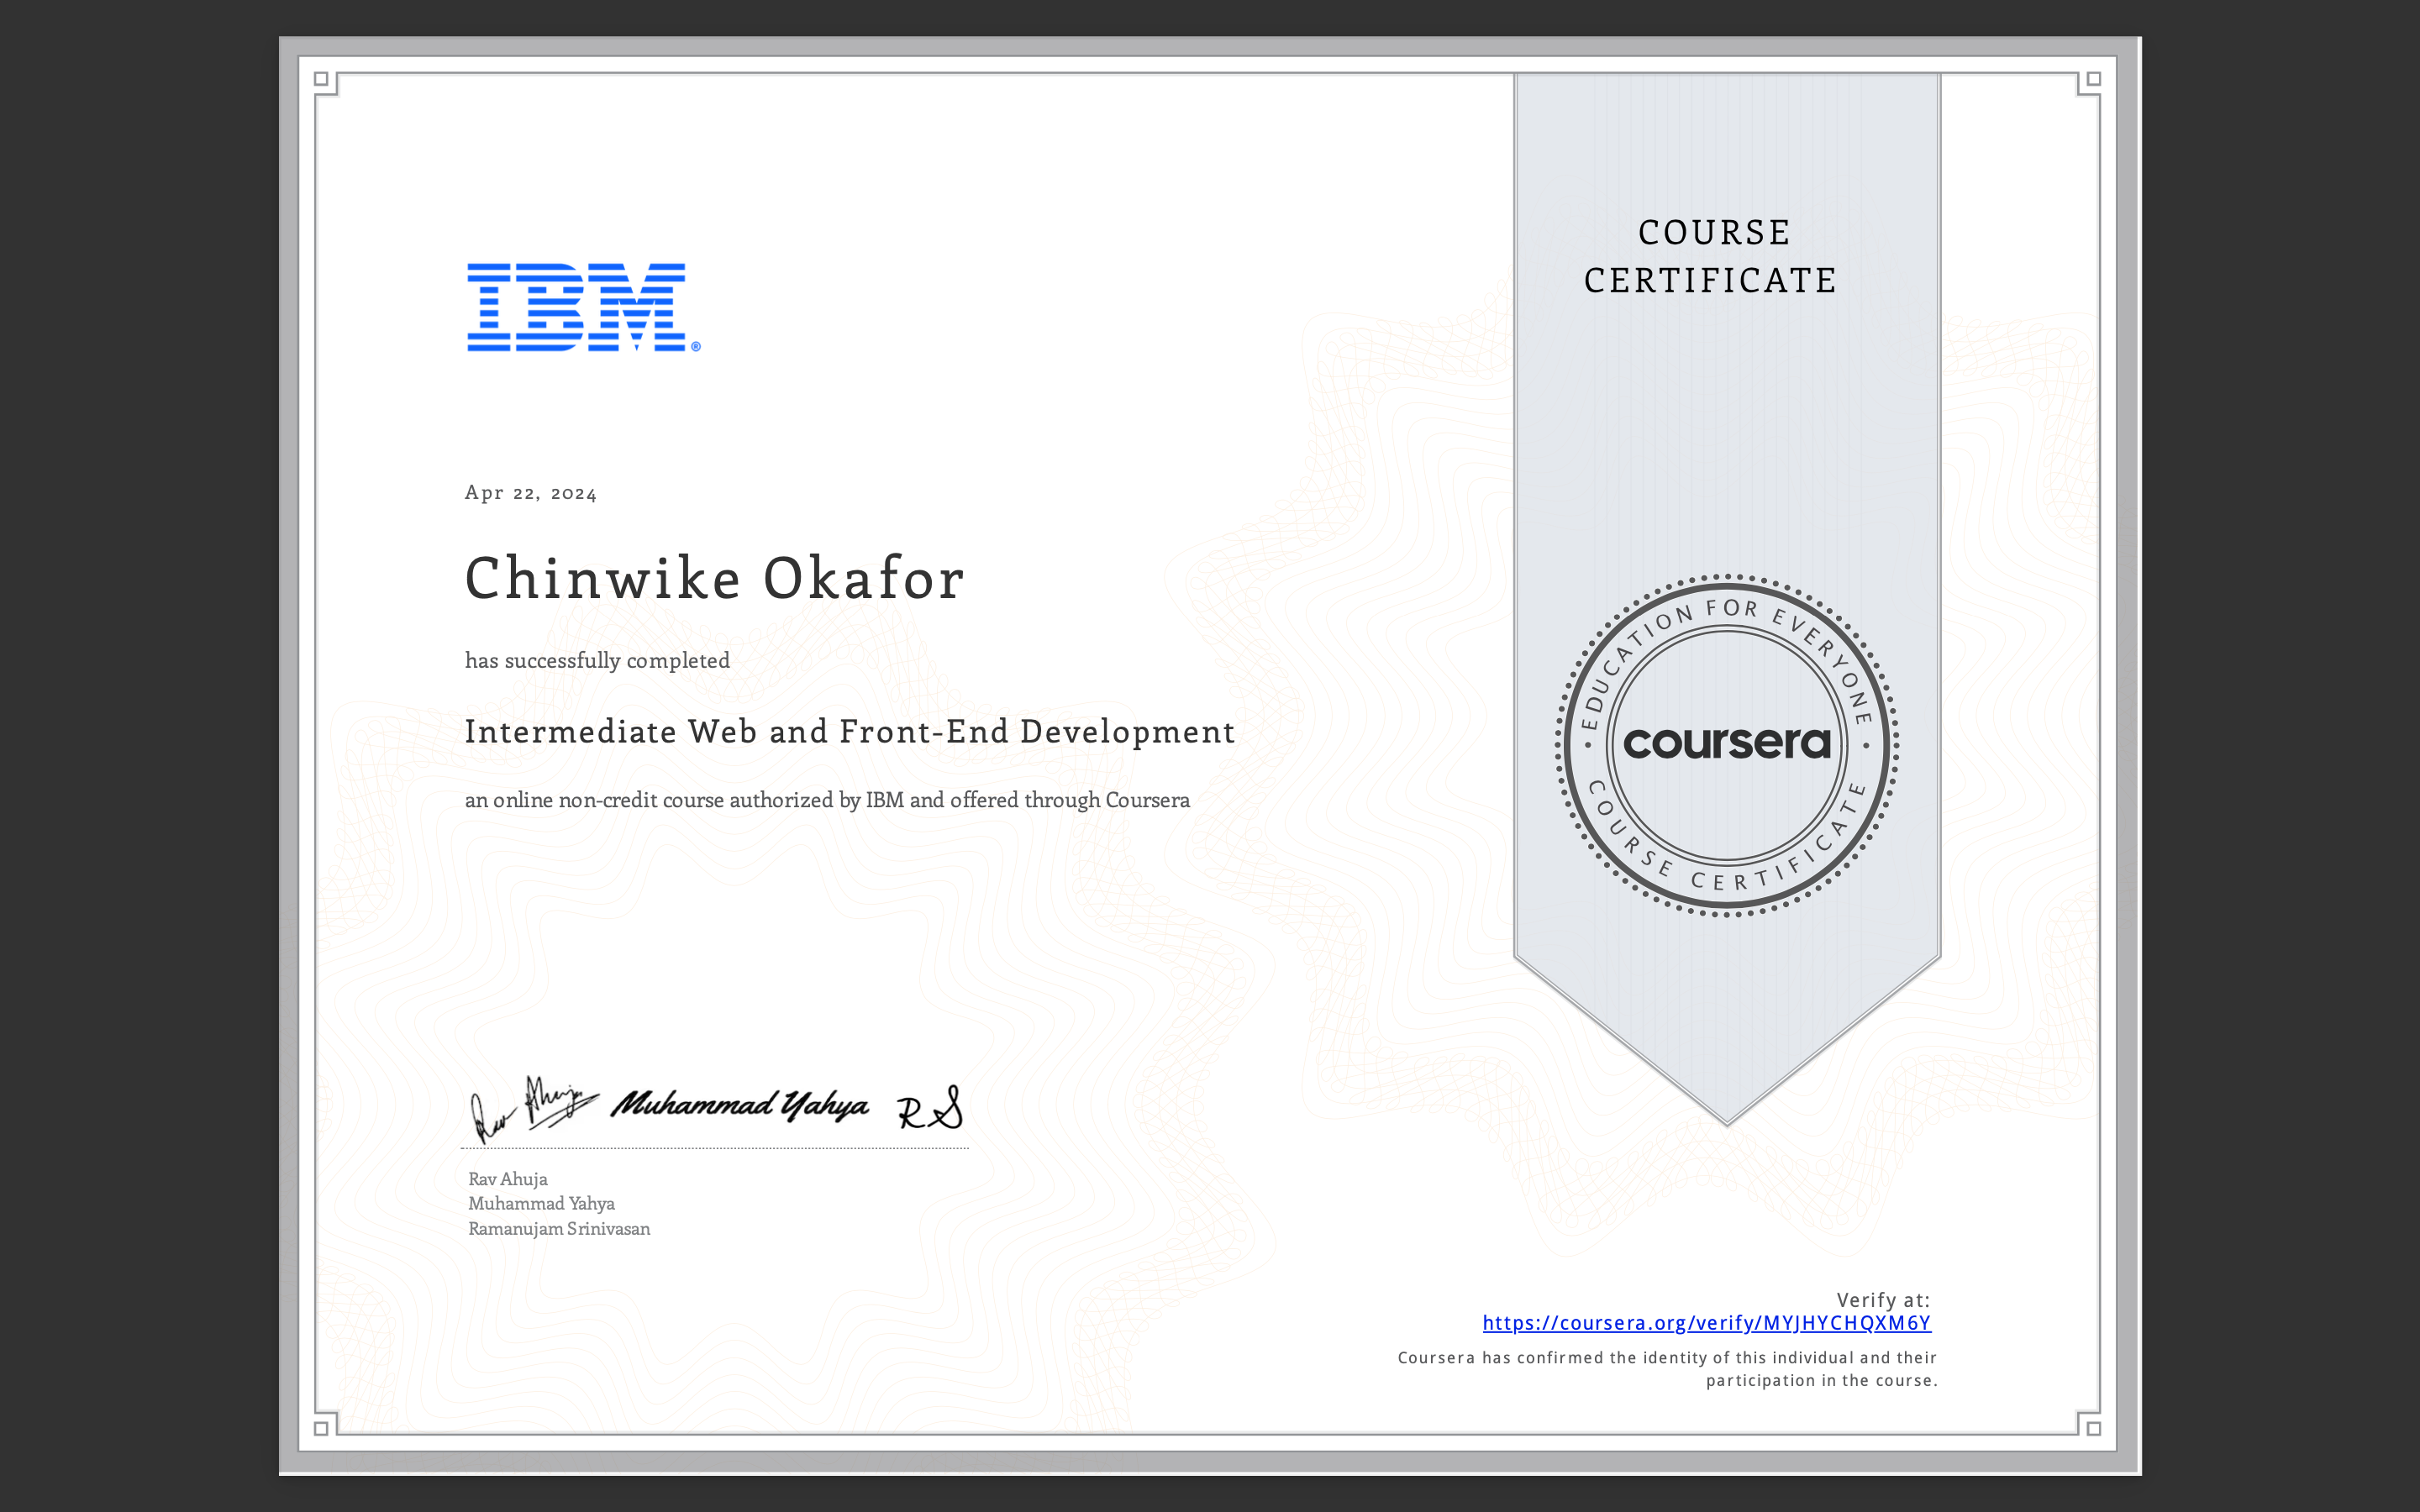 IBM®
COURSE
CERTIFICATE
Apr 22, 2024
Chinwike Okafor
has successfully completed
Intermediate Web and Front-End Development
an online non-credit course authorized by IBM and offered through Coursera
EDUCATION FOR EVERYONE
coursera
COURSE CERTIFICATE
Rav Ahuja Muhammad Yahya RS
Rav Ahuja
Muhammad Yahya
Ramanujam Srinivasan
Verify at:
https://coursera.org/verify/MYJHYCHQXM6Y
Coursera has confirmed the identity of this individual and their
participation in the course.